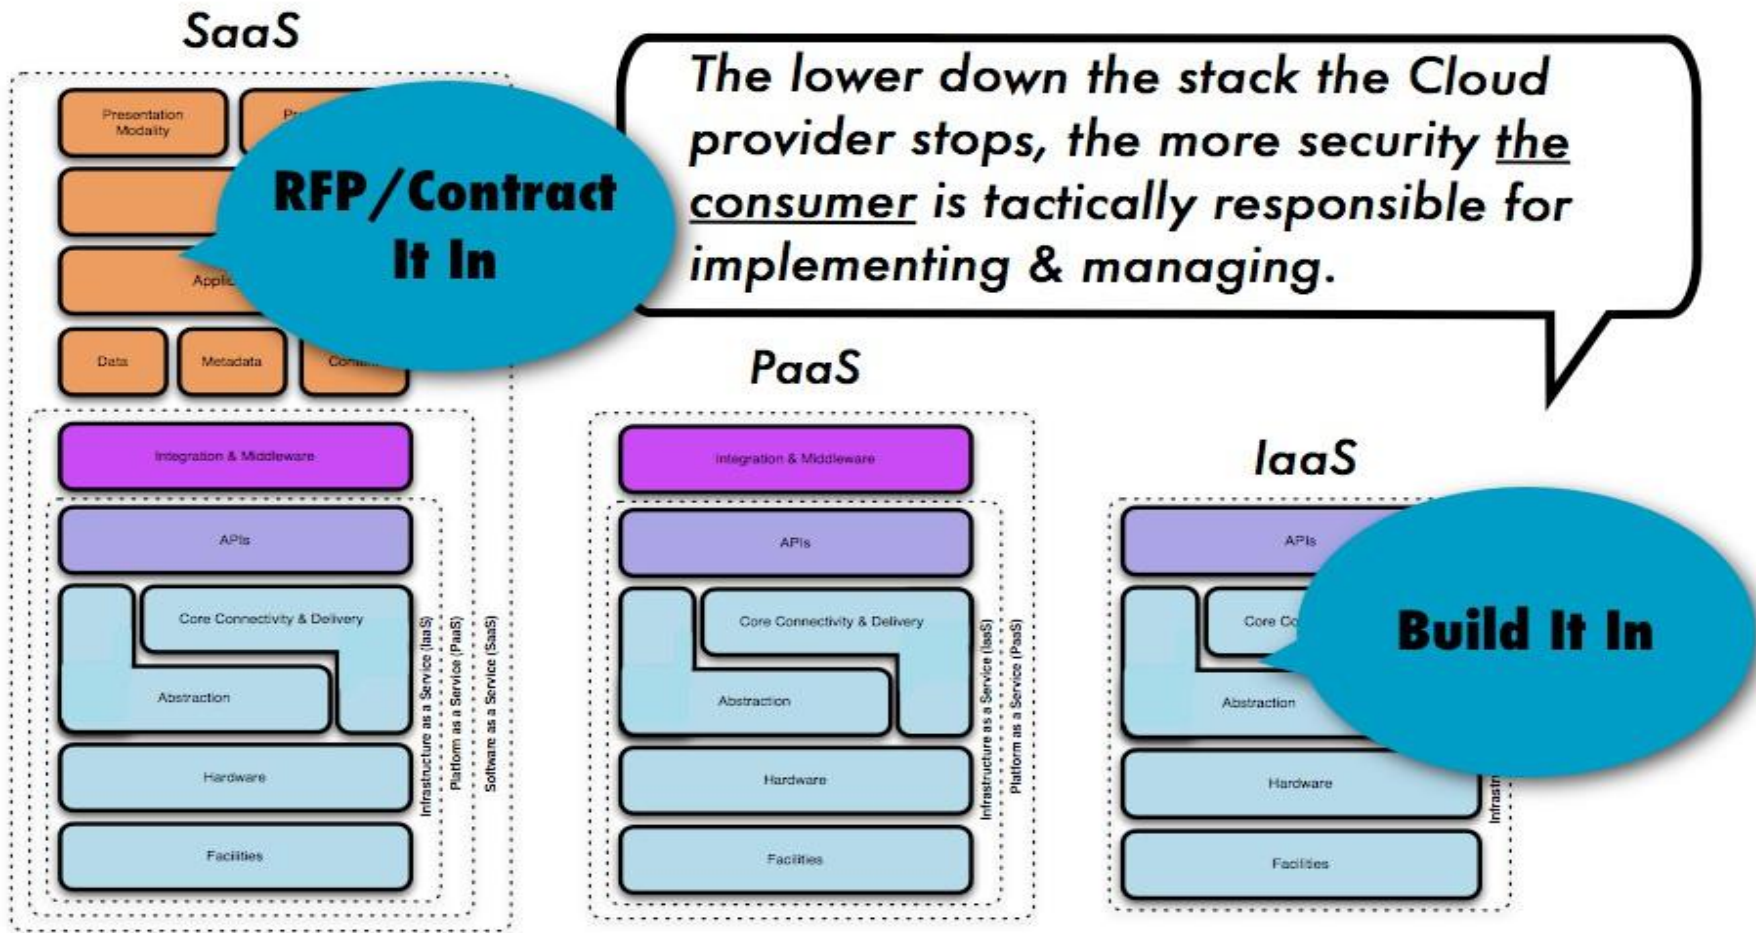 SaaS
The lower down the stack the Cloud
provider stops, the more security the
consumer is tactically responsible for
implementing & managing.
RFP/Contract
It In
Presentation
Modality
Data
Metadata
Integration & Middleware
APIs
Core Connectivity & Delivery
Abstraction
Hardware
Facilities
Infrastructure as a Service (IaaS)
Platform as a Service (PaaS)
Software as a Service (SaaS)
PaaS
Integration & Middleware
APIs
Core Connectivity & Delivery
Abstraction
Hardware
Facilities
Infrastructure as a Service (IaaS)
Platform as a Service (PaaS)
IaaS
Build It In
APIs
Core
Abstraction
Hardware
Facilities